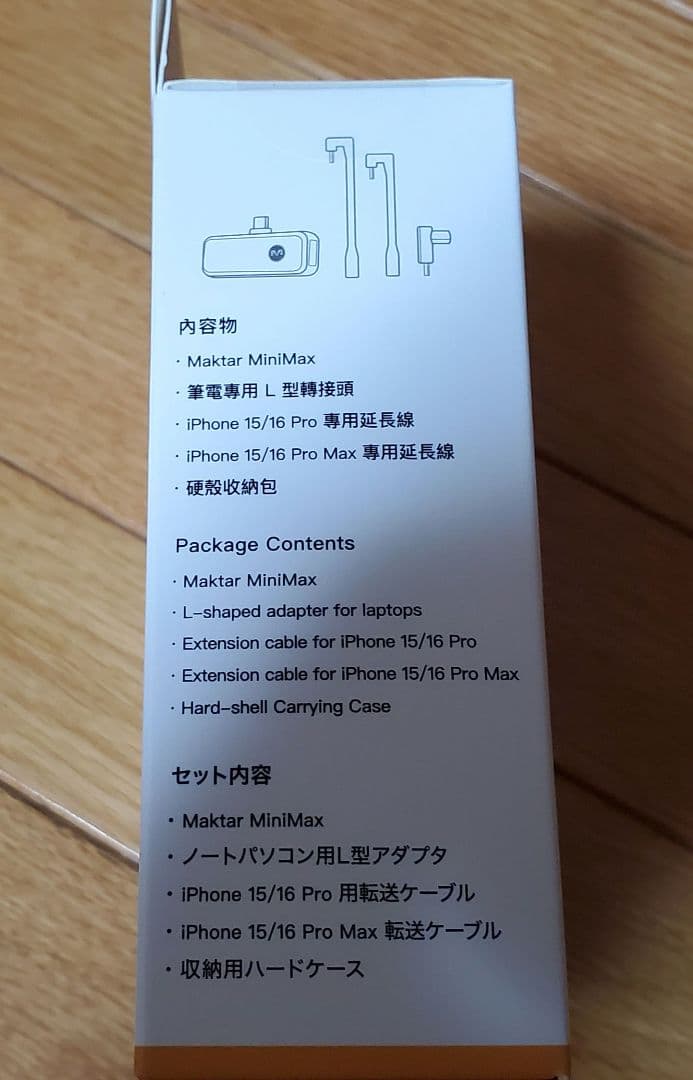 內容物
· Maktar MiniMax
· 筆電專用 L 型轉接頭
· iPhone 15/16 Pro 專用延長線
· iPhone 15/16 Pro Max 專用延長線
· 硬殼收納包
Package Contents
· Maktar MiniMax
· L-shaped adapter for laptops
· Extension cable for iPhone 15/16 Pro
· Extension cable for iPhone 15/16 Pro Max
· Hard-shell Carrying Case
セット内容
・Maktar MiniMax
・ノートパソコン用L型アダプタ
・iPhone 15/16 Pro 用転送ケーブル
・iPhone 15/16 Pro Max 転送ケーブル
・収納用ハードケース